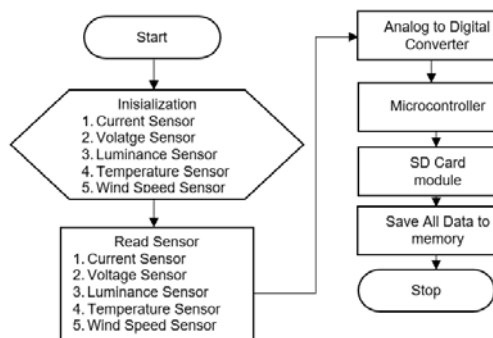 Start
Inisialization
1. Current Sensor
2. Volatge Sensor
3. Luminance Sensor
4. Temperature Sensor
5. Wind Speed Sensor
Read Sensor
1. Current Sensor
2. Voltage Sensor
3. Luminance Sensor
4. Temperature Sensor
5. Wind Speed Sensor
Analog to Digital
Converter
Microcontroller
SD Card
module
Save All Data to
memory
Stop